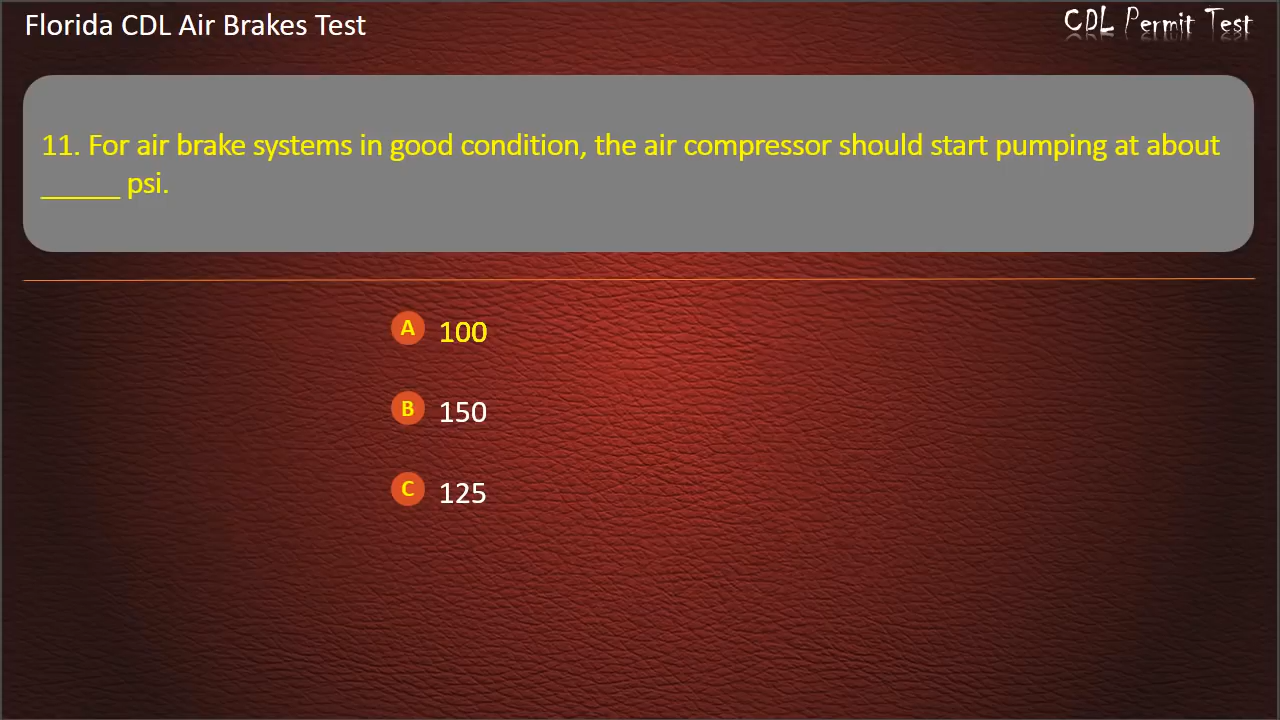 Florida CDL Air Brakes Test
CDL Permit Test
11. For air brake systems in good condition, the air compressor should start pumping at about
______ psi.
A 100
B 150
C 125